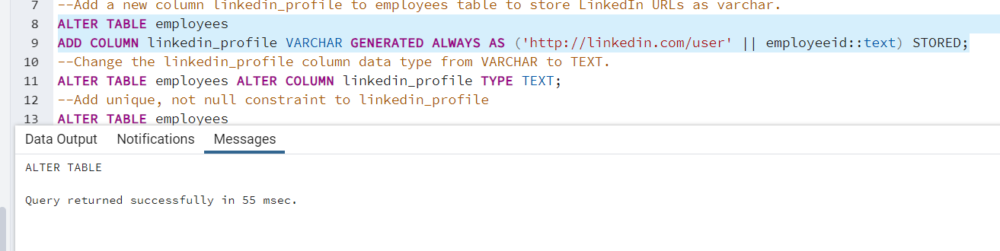 7 --Add a new column linkedin_profile to employees table to store LinkedIn URLs as varchar.
8 ALTER TABLE employees
9 ADD COLUMN linkedin_profile VARCHAR GENERATED ALWAYS AS ('http://linkedin.com/user' || employeeid::text) STORED;
10 --Change the linkedin_profile column data type from VARCHAR to TEXT.
11 ALTER TABLE employees ALTER COLUMN linkedin_profile TYPE TEXT;
12 --Add unique, not null constraint to linkedin_profile
13 ALTER TABLE employees
Data Output Notifications Messages
ALTER TABLE
Query returned successfully in 55 msec.